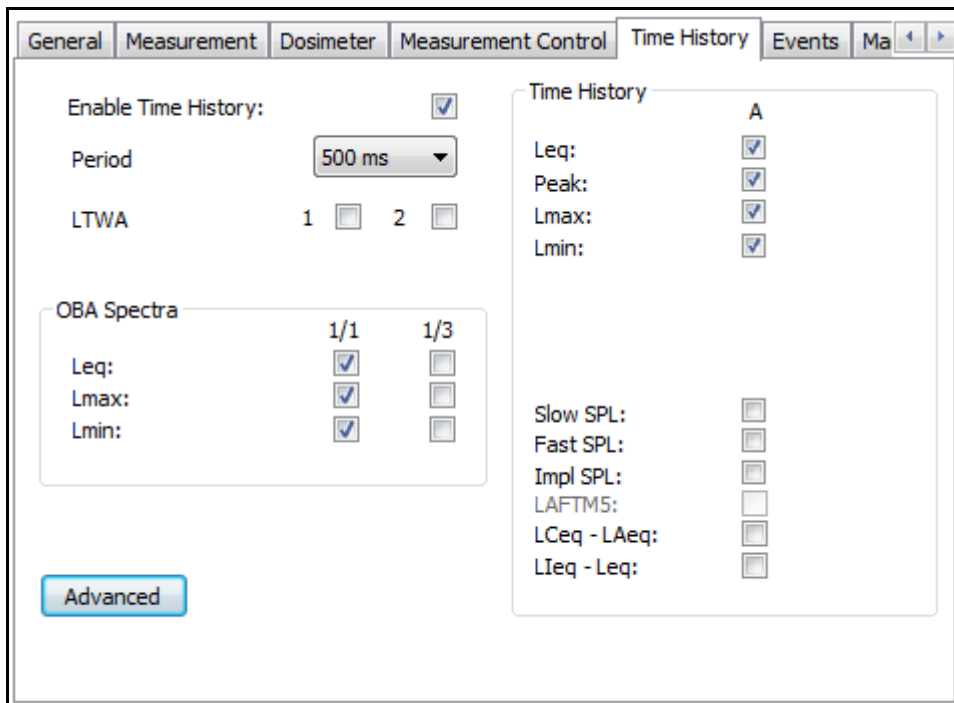 General Measurement Dosimeter Measurement Control Time History Events Ma
Enable Time History:
Period 500 ms
LTWA 1 2
OBA Spectra
1/1 1/3
Leq:
Lmax:
Lmin:
Advanced
Time History
A
Leq:
Peak:
Lmax:
Lmin:
Slow SPL:
Fast SPL:
Impl SPL:
LAFTM5:
LCeq - LAeq:
LIeq - Leq: